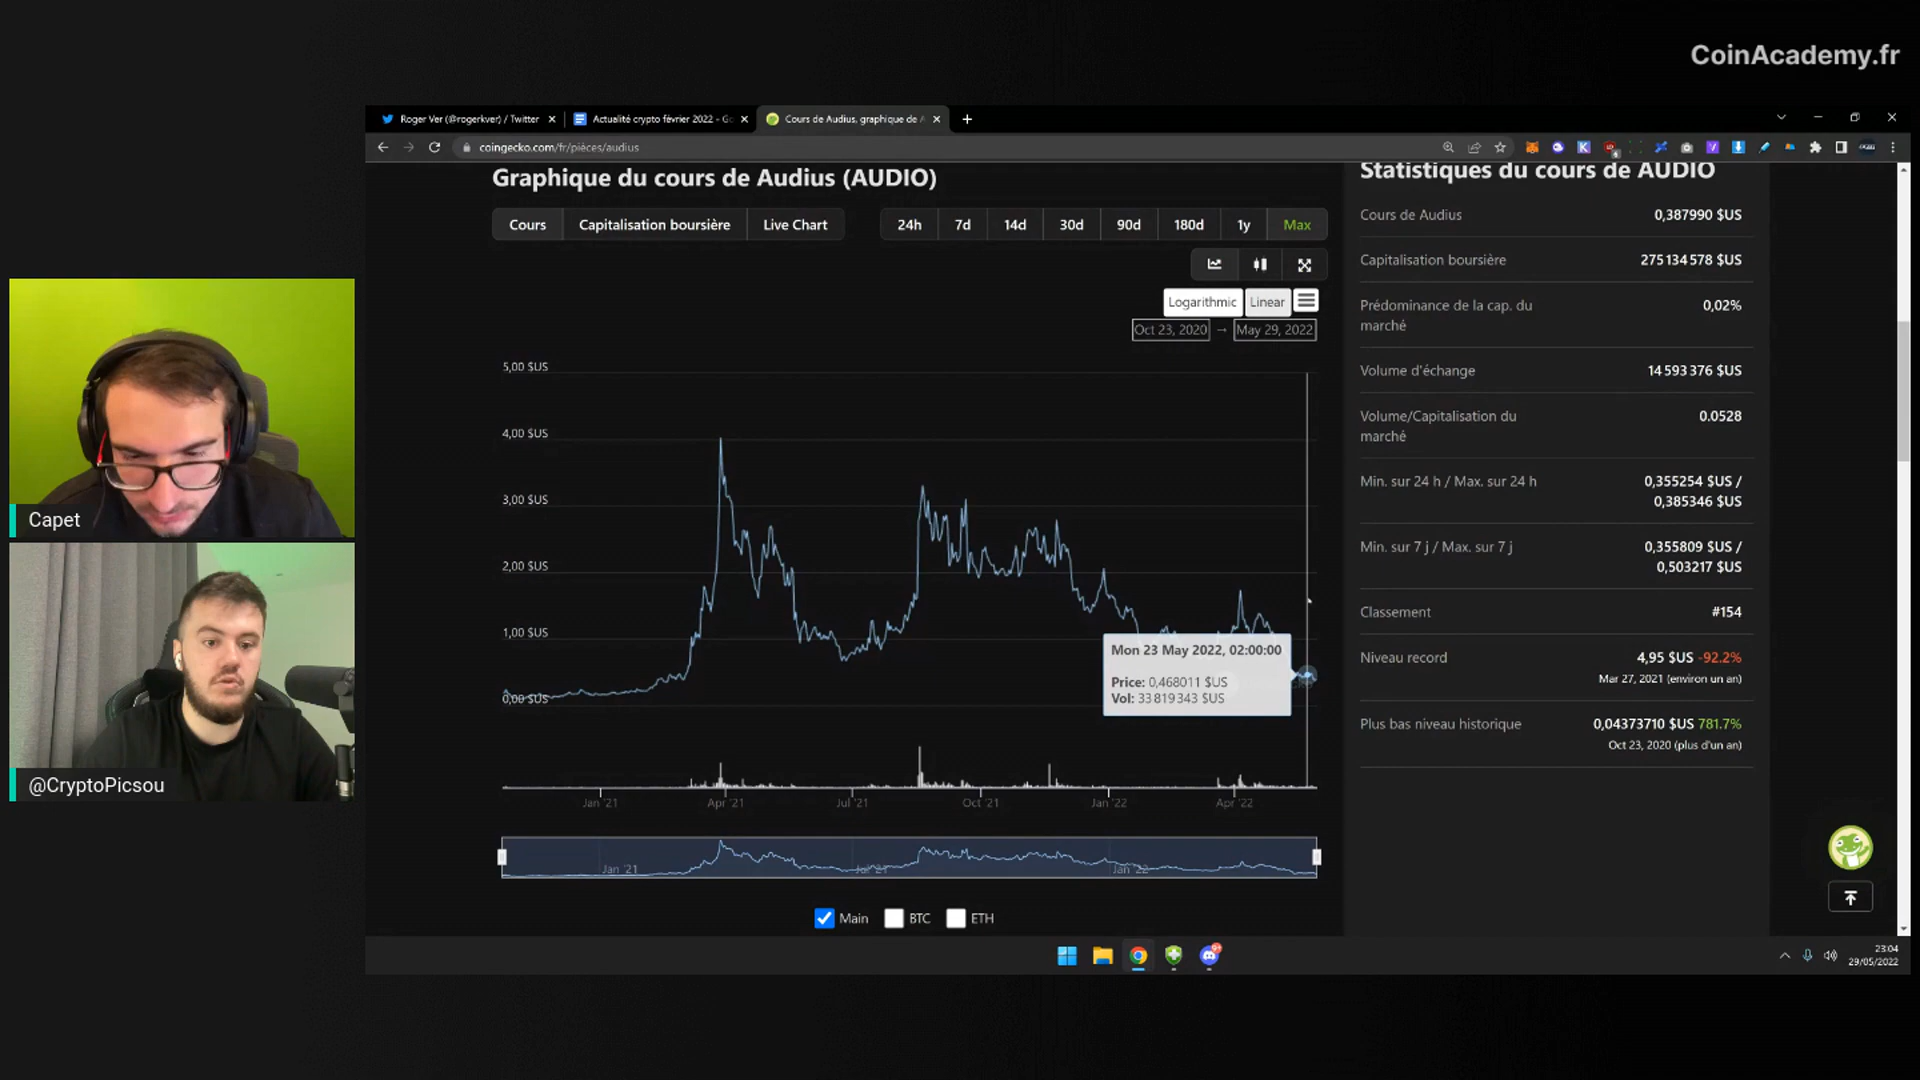 CoinAcademy.fr
Roger Ver (@rogerkver) / Twitter
Actualité crypto février 2022 - Go
Cours de Audius, graphique de A
coingecko.com/fr/pièces/audius
Graphique du cours de Audius (AUDIO)
Cours
Capitalisation boursière
Live Chart
24h
7d
14d
30d
90d
180d
1y
Max
Logarithmic
Linear
Oct 23, 2020 → May 29, 2022
5,00 $US
4,00 $US
3,00 $US
2,00 $US
1,00 $US
0,00 $US
Mon 23 May 2022, 02:00:00
Price: 0,468011 $US
Vol: 33 819 343 $US
Jan '21
Apr '21
Jul '21
Oct '21
Jan '22
Apr '22
Jan '21
Jul '21
Jan '22
Main
BTC
ETH
Statistiques du cours de AUDIO
Cours de Audius
0,387990 $US
Capitalisation boursière
275 134 578 $US
Prédominance de la cap. du
marché
0,02%
Volume d'échange
14 593 376 $US
Volume/Capitalisation du
marché
0.0528
Min. sur 24 h / Max. sur 24 h
0,355254 $US /
0,385346 $US
Min. sur 7 j / Max. sur 7 j
0,355809 $US /
0,503217 $US
Classement
#154
Niveau record
4,95 $US -92.2%
Mar 27, 2021 (environ un an)
Plus bas niveau historique
0,04373710 $US 781.7%
Oct 23, 2020 (plus d'un an)
Capet
@CryptoPicsou
23:04
29/05/2022